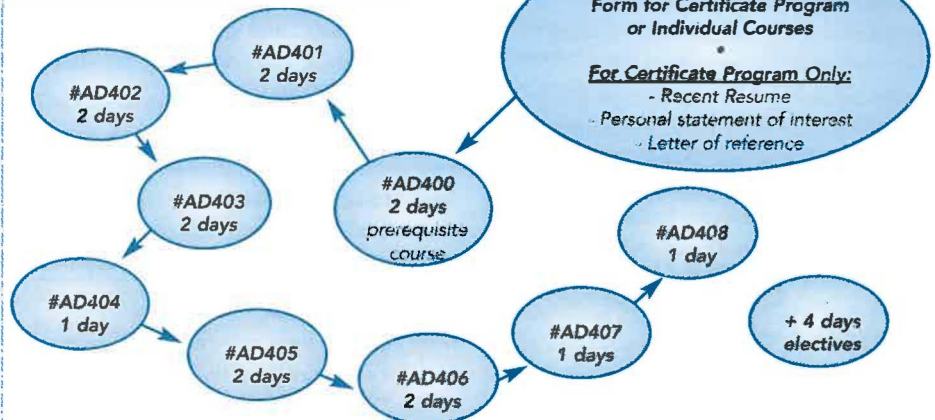 Form for Certificate Program
or Individual Courses
•
For Certificate Program Only:
- Recent Resume
- Personal statement of interest
- Letter of reference
#AD400
2 days
prerequisite
course
#AD401
2 days
#AD402
2 days
#AD403
2 days
#AD404
1 day
#AD405
2 days
#AD406
2 days
#AD407
1 days
#AD408
1 day
+ 4 days
electives